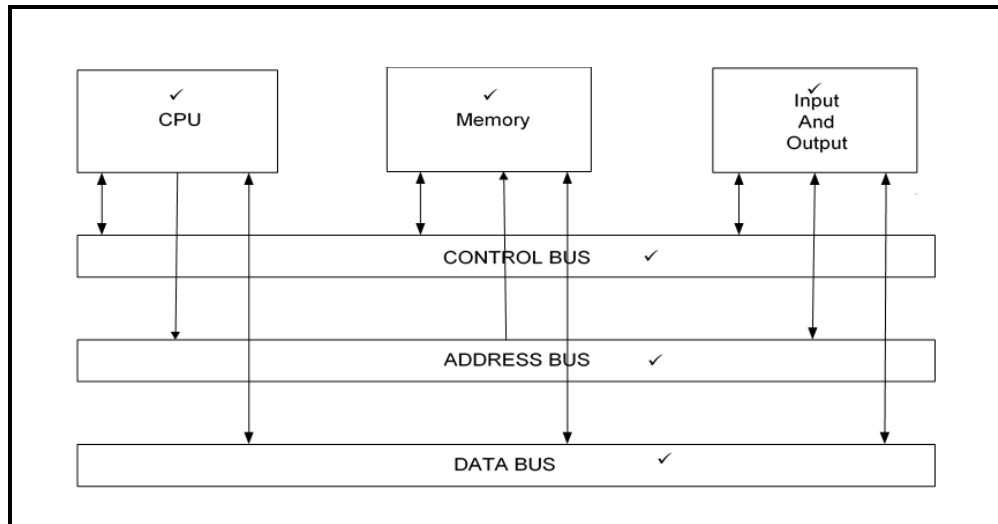 ✓
CPU
✓
Memory
✓
Input
And
Output
CONTROL BUS ✓
ADDRESS BUS ✓
DATA BUS ✓